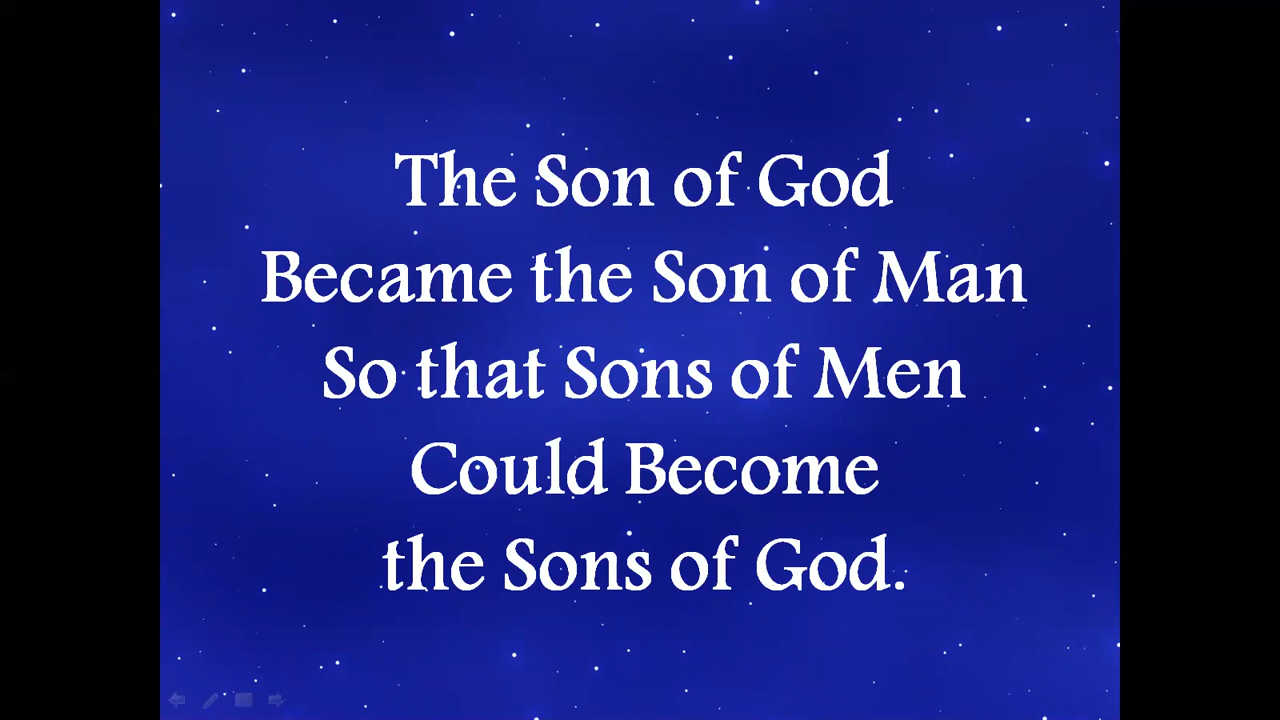 The Son of God
Became the Son of Man
So that Sons of Men
Could Become
the Sons of God.